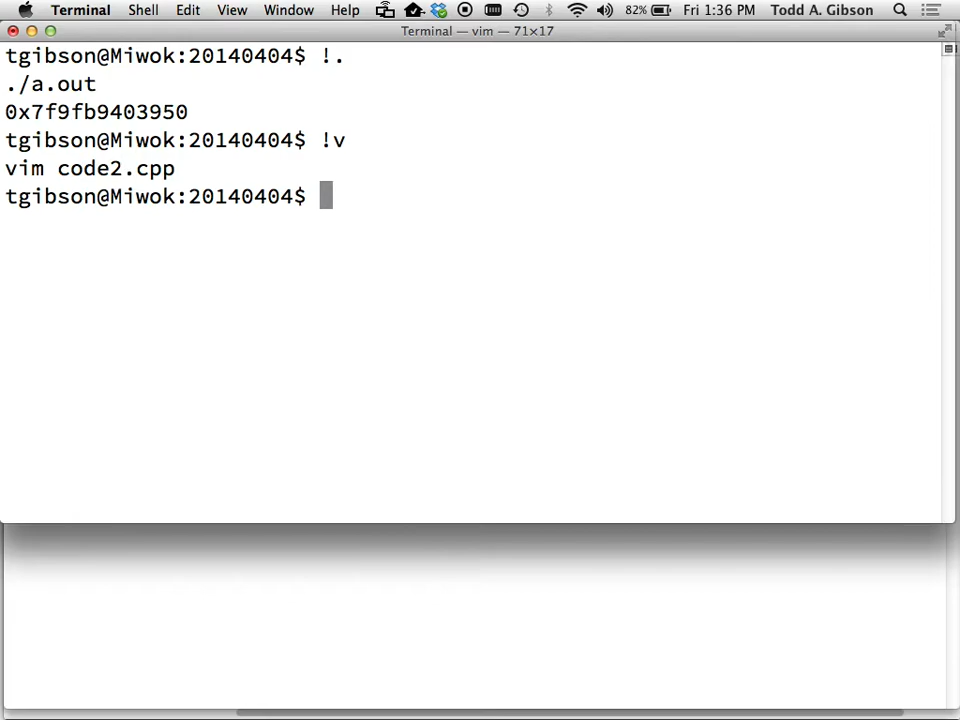 Terminal Shell Edit View Window Help 82% Fri 1:36 PM Todd A. Gibson
Terminal — vim — 71×17
tgibson@Miwok:20140404$ !.
./a.out
0x7f9fb9403950
tgibson@Miwok:20140404$ !v
vim code2.cpp
tgibson@Miwok:20140404$